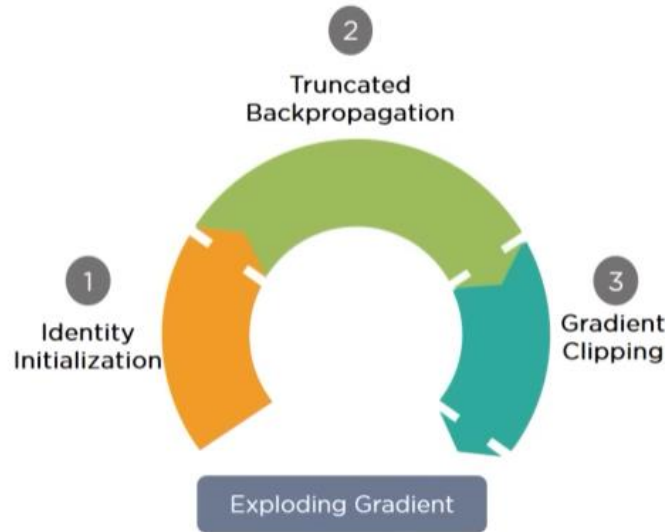 2
Truncated
Backpropagation
1
Identity
Initialization
3
Gradient
Clipping
Exploding Gradient